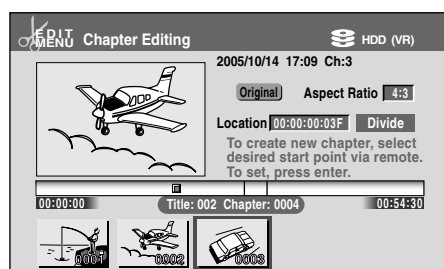 EDIT MENU Chapter Editing HDD (VR)
2005/10/14 17:09 Ch:3
Original Aspect Ratio 4:3
Location 00:00:00:03F Divide
To create new chapter, select
desired start point via remote.
To set, press enter.
00:00:00 Title: 002 Chapter: 0004 00:54:30
0001 0002 0003